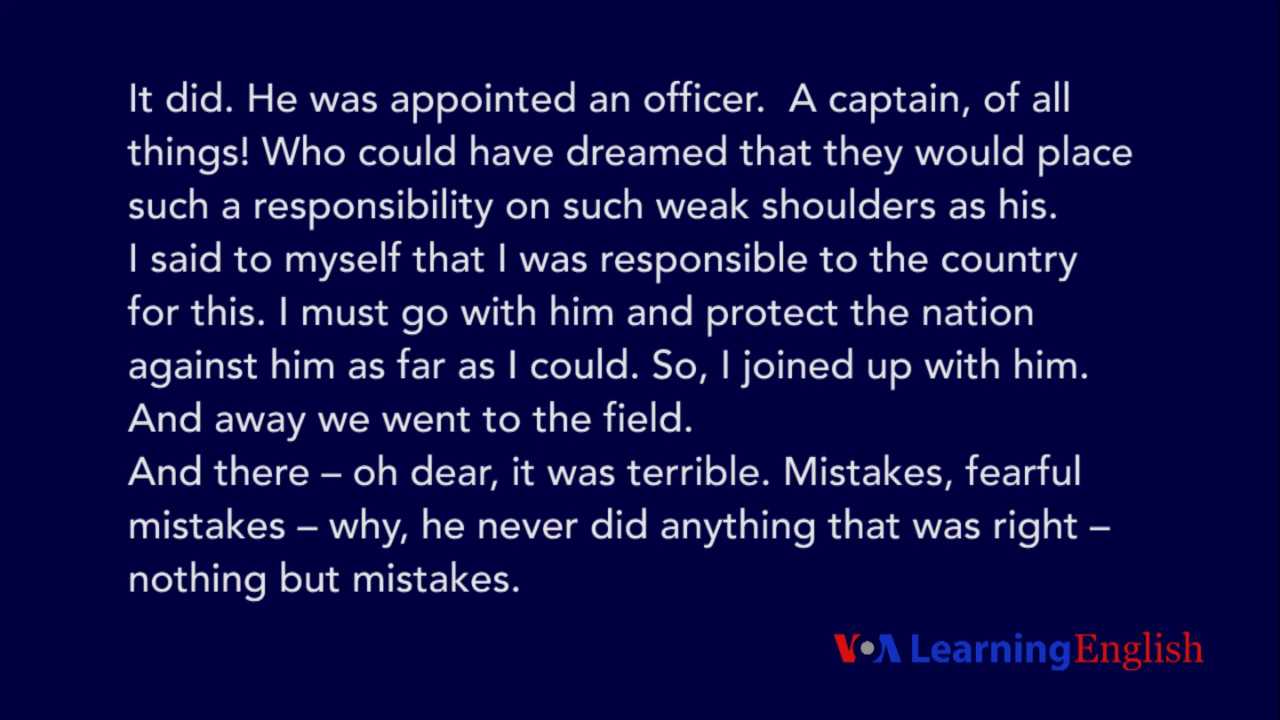 It did. He was appointed an officer.  A captain, of all
things! Who could have dreamed that they would place
such a responsibility on such weak shoulders as his.
I said to myself that I was responsible to the country
for this. I must go with him and protect the nation
against him as far as I could. So, I joined up with him.
And away we went to the field.
And there – oh dear, it was terrible. Mistakes, fearful
mistakes – why, he never did anything that was right –
nothing but mistakes.
VOA Learning English